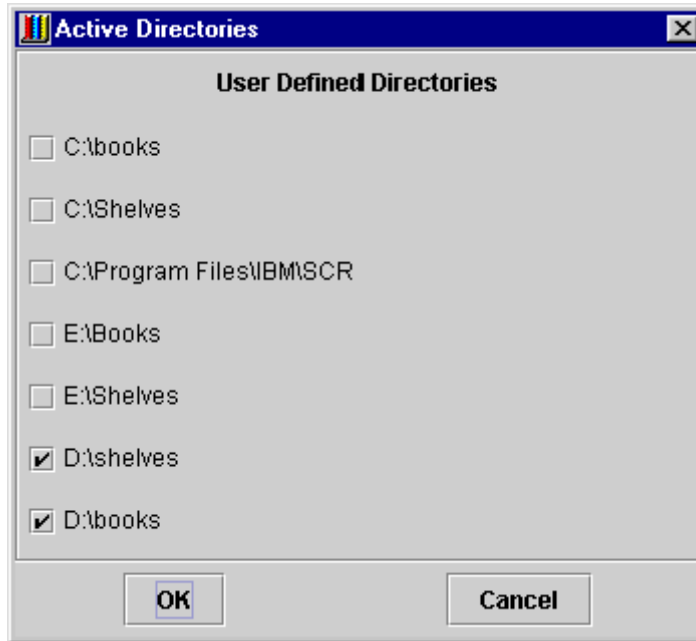 Active Directories
User Defined Directories
C:\books
C:\Shelves
C:\Program Files\IBM\SCR
E:\Books
E:\Shelves
D:\shelves
D:\books
OK
Cancel